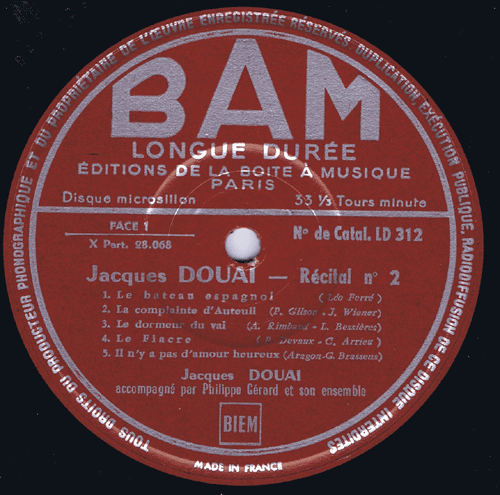 TOUS DROITS DU PRODUCTEUR PHONOGRAPHIQUE ET DU PROPRIÉTAIRE DE L'ŒUVRE ENREGISTRÉE RÉSERVÉS. DUPLICATION, EXÉCUTION PUBLIQUE, RADIODIFFUSION DE CE DISQUE INTERDITES
BAM
LONGUE DURÉE
ÉDITIONS DE LA BOITE À MUSIQUE
PARIS
Disque microsillon 33 ⅓ Tours minute
FACE 1
X Part. 28.068 Nº de Catal. LD 312
Jacques DOUAI — Récital nº 2
1. Le bateau espagnol (Léo Ferré)
2. La complainte d'Auteuil (P. Gilson - J. Wiener)
3. Le dormeur du val (A. Rimbaud - L. Bessières)
4. Le Fiacre (P. Devaux - C. Arrieu)
5. Il n'y a pas d'amour heureux (Aragon-G. Brassens)
Jacques DOUAI
accompagné par Philippe Gérard et son ensemble
BIEM
MADE IN FRANCE